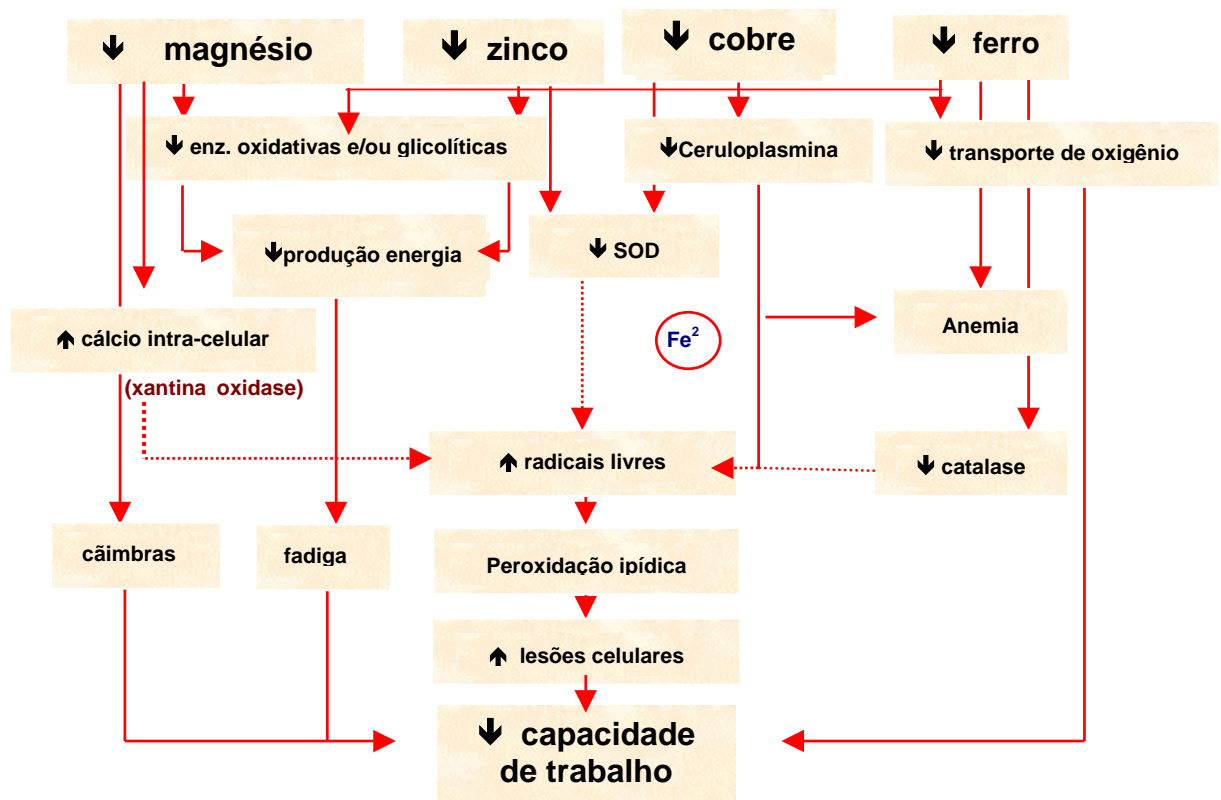 🡻 magnésio
🡻 zinco
🡻 cobre
🡻 ferro
🡻 enz. oxidativas e/ou glicolíticas
🡻Ceruloplasmina
🡻 transporte de oxigênio
🡻produção energia
🡻 SOD
🡹 cálcio intra-celular
(xantina oxidase)
Fe²
Anemia
🡹 radicais livres
🡻 catalase
cãimbras
fadiga
Peroxidação ipídica
🡹 lesões celulares
🡻 capacidade
de trabalho